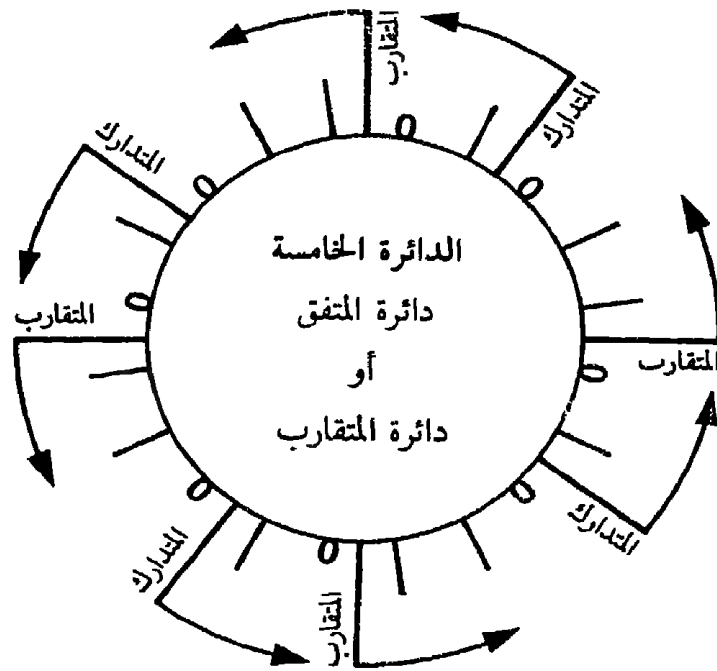 المتقارب
المتدارك
المتدارك
الدائرة الخامسة
دائرة المتفق
أو
دائرة المتقارب
المتقارب
المتقارب
المتدارك
المتدارك
المتقارب